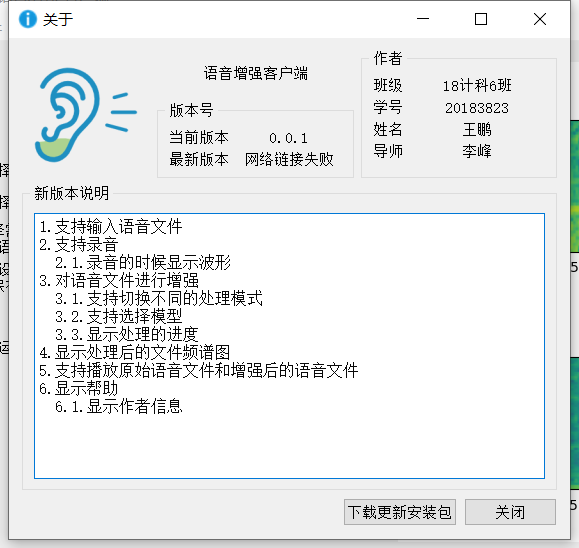 关于
语音增强客户端
版本号
当前版本 0.0.1
最新版本 网络链接失败
作者
班级 18计科6班
学号 20183823
姓名 王鹏
导师 李峰
新版本说明
1.支持输入语音文件
2.支持录音
2.1.录音的时候显示波形
3.对语音文件进行增强
3.1.支持切换不同的处理模式
3.2.支持选择模型
3.3.显示处理的进度
4.显示处理后的文件频谱图
5.支持播放原始语音文件和增强后的语音文件
6.显示帮助
6.1.显示作者信息
下载更新安装包 关闭